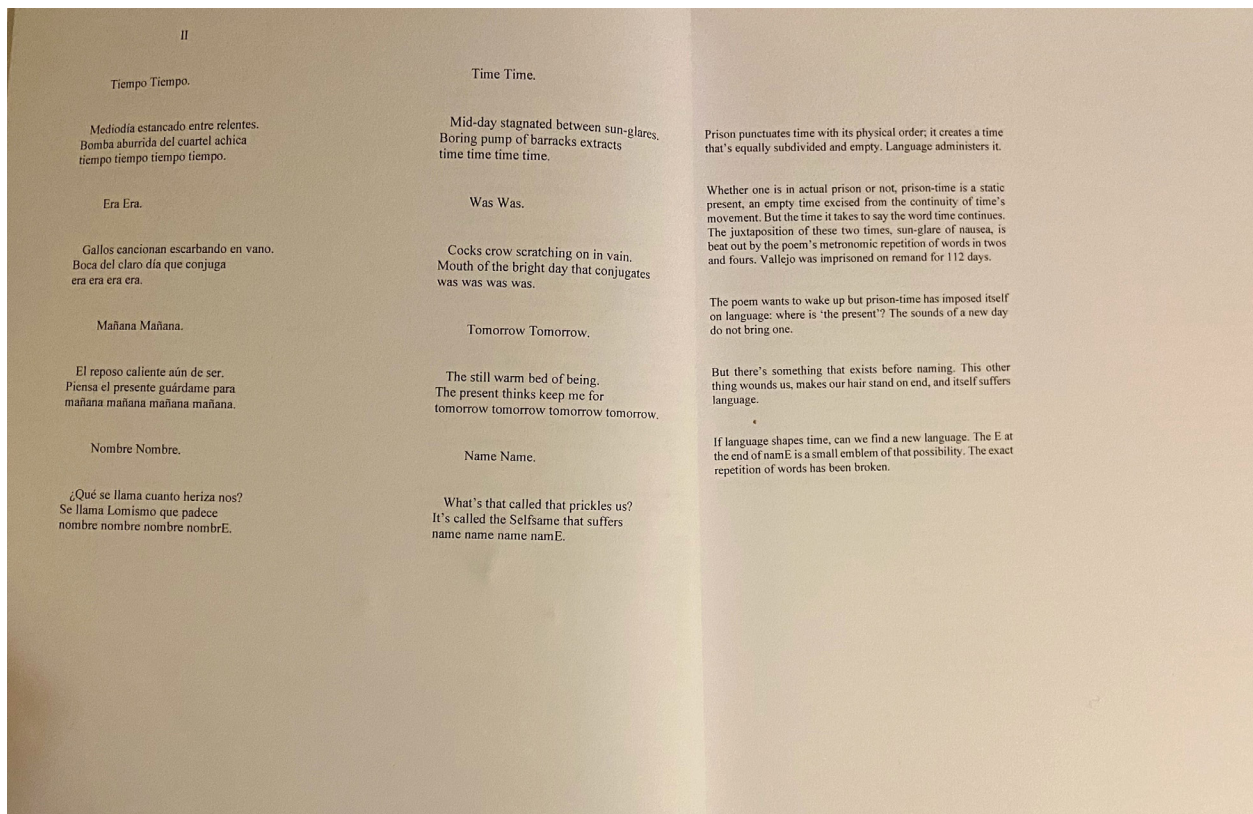 II
Tiempo Tiempo.
Mediodía estancado entre relentes.
Bomba aburrida del cuartel achica
tiempo tiempo tiempo tiempo.
Era Era.
Gallos cancionan escarbando en vano.
Boca del claro día que conjuga
era era era era.
Mañana Mañana.
El reposo caliente aún de ser.
Piensa el presente guárdame para
mañana mañana mañana mañana.
Nombre Nombre.
¿Qué se llama cuanto heriza nos?
Se llama Lomismo que padece
nombre nombre nombre nombrE.
Time Time.
Mid-day stagnated between sun-glares.
Boring pump of barracks extracts
time time time time.
Was Was.
Cocks crow scratching on in vain.
Mouth of the bright day that conjugates
was was was was.
Tomorrow Tomorrow.
The still warm bed of being.
The present thinks keep me for
tomorrow tomorrow tomorrow tomorrow.
Name Name.
What's that called that prickles us?
It's called the Selfsame that suffers
name name name namE.
Prison punctuates time with its physical order; it creates a time
that's equally subdivided and empty. Language administers it.
Whether one is in actual prison or not, prison-time is a static
present, an empty time excised from the continuity of time's
movement. But the time it takes to say the word time continues.
The juxtaposition of these two times, sun-glare of nausea, is
beat out by the poem's metronomic repetition of words in twos
and fours. Vallejo was imprisoned on remand for 112 days.
The poem wants to wake up but prison-time has imposed itself
on language: where is 'the present'? The sounds of a new day
do not bring one.
But there's something that exists before naming. This other
thing wounds us, makes our hair stand on end, and itself suffers
language.
If language shapes time, can we find a new language. The E at
the end of namE is a small emblem of that possibility. The exact
repetition of words has been broken.